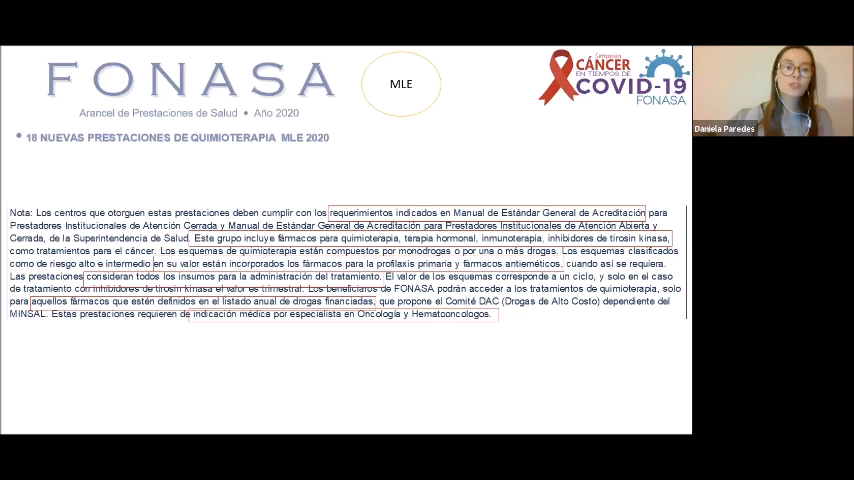 FONASA
MLE
Simposio
CÁNCER
EN TIEMPOS DE
COVID-19
FONASA
Arancel de Prestaciones de Salud • Año 2020
Daniela Paredes
• 18 NUEVAS PRESTACIONES DE QUIMIOTERAPIA MLE 2020
Nota: Los centros que otorguen estas prestaciones deben cumplir con los requerimientos indicados en Manual de Estándar General de Acreditación para
Prestadores Institucionales de Atención Cerrada y Manual de Estándar General de Acreditación para Prestadores Institucionales de Atención Abierta y
Cerrada, de la Superintendencia de Salud. Este grupo incluye fármacos para quimioterapia, terapia hormonal, inmunoterapia, inhibidores de tirosin kinasa,
como tratamientos para el cáncer. Los esquemas de quimioterapia están compuestos por monodrogas o por una o más drogas. Los esquemas clasificados
como de riesgo alto e intermedio en su valor están incorporados los fármacos para la profilaxis primaria y fármacos antieméticos, cuando así se requiera.
Las prestaciones consideran todos los insumos para la administración del tratamiento. El valor de los esquemas corresponde a un ciclo, y solo en el caso
de tratamiento con inhibidores de tirosin kinasa el valor es trimestral. Los beneficiaros de FONASA podrán acceder a los tratamientos de quimioterapia, solo
para aquellos fármacos que estén definidos en el listado anual de drogas financiadas, que propone el Comité DAC (Drogas de Alto Costo) dependiente del
MINSAL. Estas prestaciones requieren de indicación médica por especialista en Oncología y Hematooncologos.